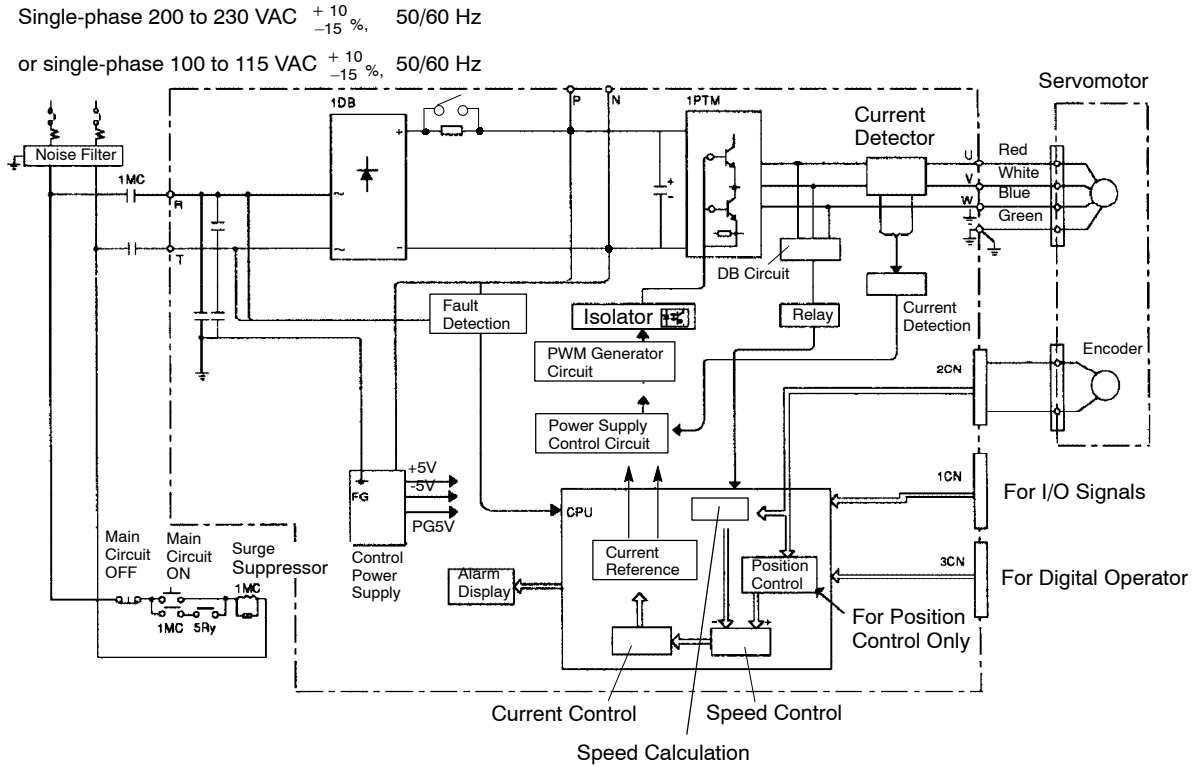 Single-phase 200 to 230 VAC + 10 −15 %, 50/60 Hz
or single-phase 100 to 115 VAC + 10 −15 %, 50/60 Hz
Servomotor
1DB
P
N
1PTM
Current
Detector
Noise Filter
1MC
R
T
+
−
~
~
+
−
U
V
W
Red
White
Blue
Green
DB Circuit
Fault
Detection
Isolator
Relay
Current
Detection
PWM Generator
Circuit
Power Supply
Control Circuit
2CN
Encoder
+5V
-5V
PG5V
FG
Control
Power
Supply
1CN
For I/O Signals
CPU
Current
Reference
Position
Control
3CN
For Digital Operator
Alarm
Display
For Position
Control Only
−
+
Main
Circuit
OFF
Main
Circuit
ON
Surge
Suppressor
1MC
1MC
5Ry
Current Control
Speed Control
Speed Calculation